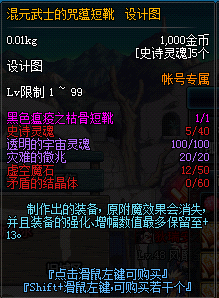 混元武士的咒蕴短靴 设计图
0.01kg
1,000金币
[史诗灵魂]5个
设计图
帐号专属
Lv限制 1 ~ 99
黑色瘟疫之枯骨短靴 1/1
史诗灵魂 5/40
透明的宇宙灵魂 100/100
灾难的徵兆 20/20
虚空魔石 12/50
矛盾的结晶体 0/60
制作出的装备，原附魔效果会消失，
并且装备的强化，增幅数值最多保留至
+13。
『点击滑鼠左键可购买』
『Shift+滑鼠左键可购买若干个』